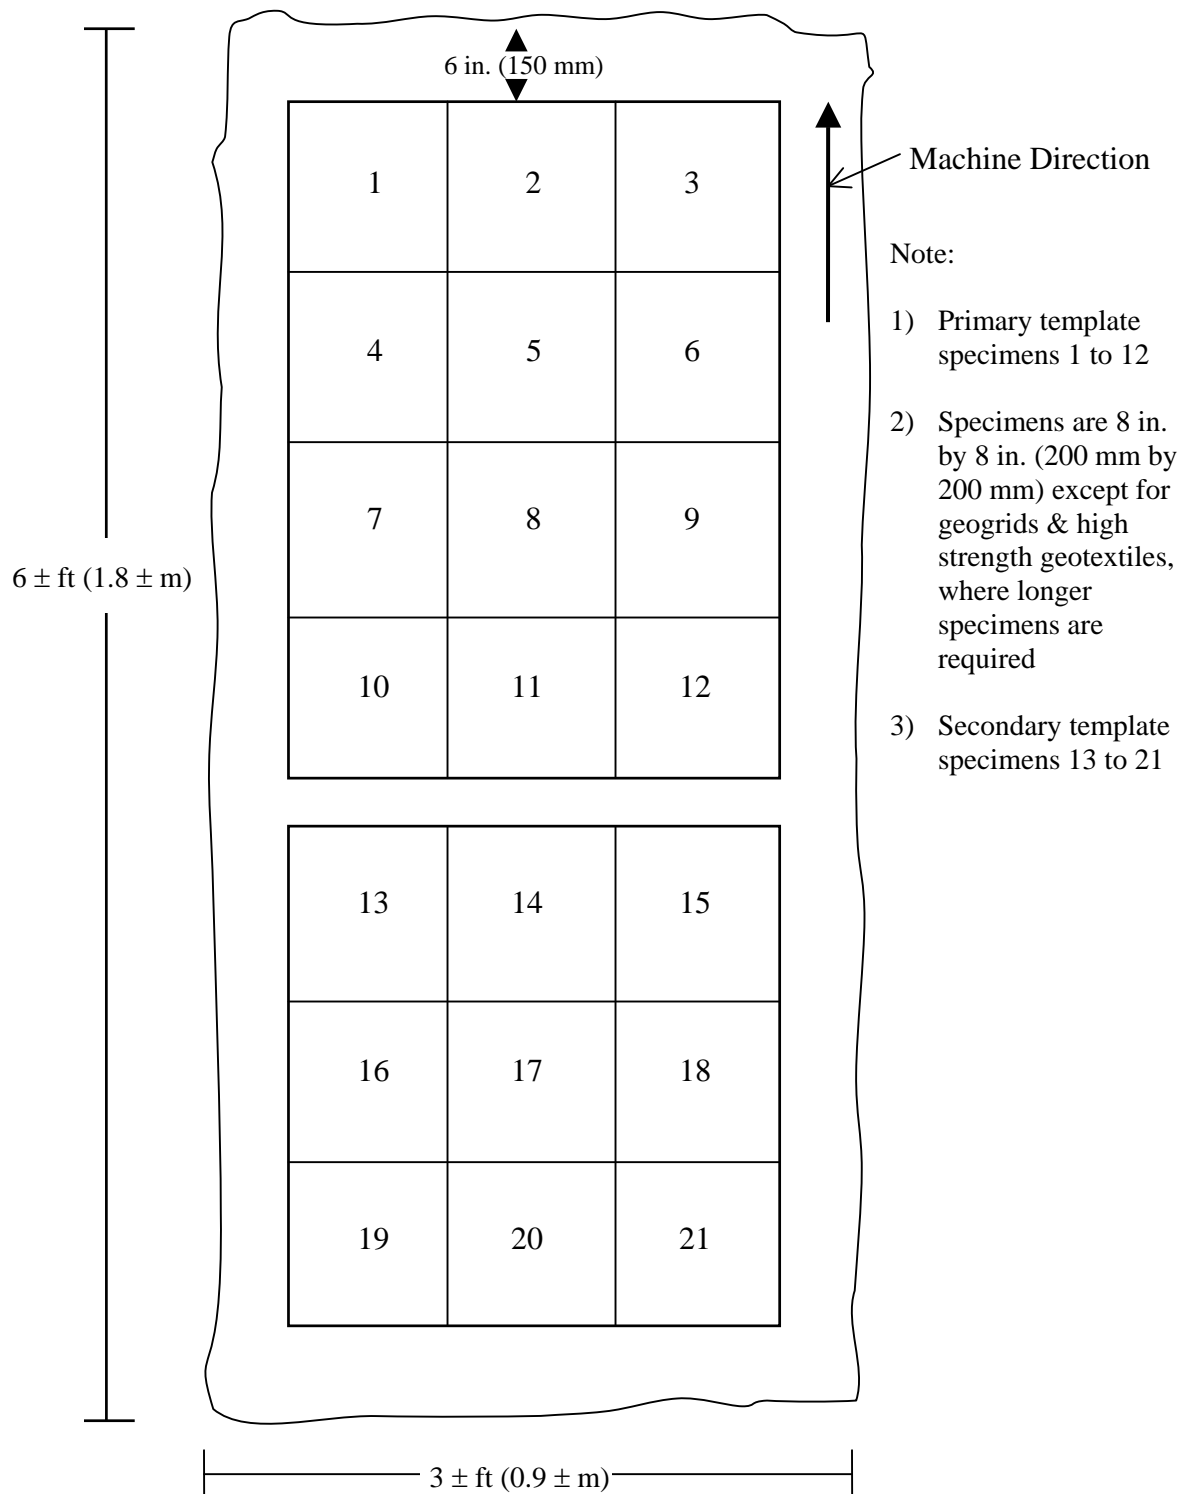 6 in. (150 mm)
1 2 3
Machine Direction
Note:
1) Primary template
specimens 1 to 12
4 5 6
2) Specimens are 8 in.
by 8 in. (200 mm by
200 mm) except for
geogrids & high
strength geotextiles,
where longer
specimens are
required
7 8 9
6 ± ft (1.8 ± m)
10 11 12
3) Secondary template
specimens 13 to 21
13 14 15
16 17 18
19 20 21
3 ± ft (0.9 ± m)